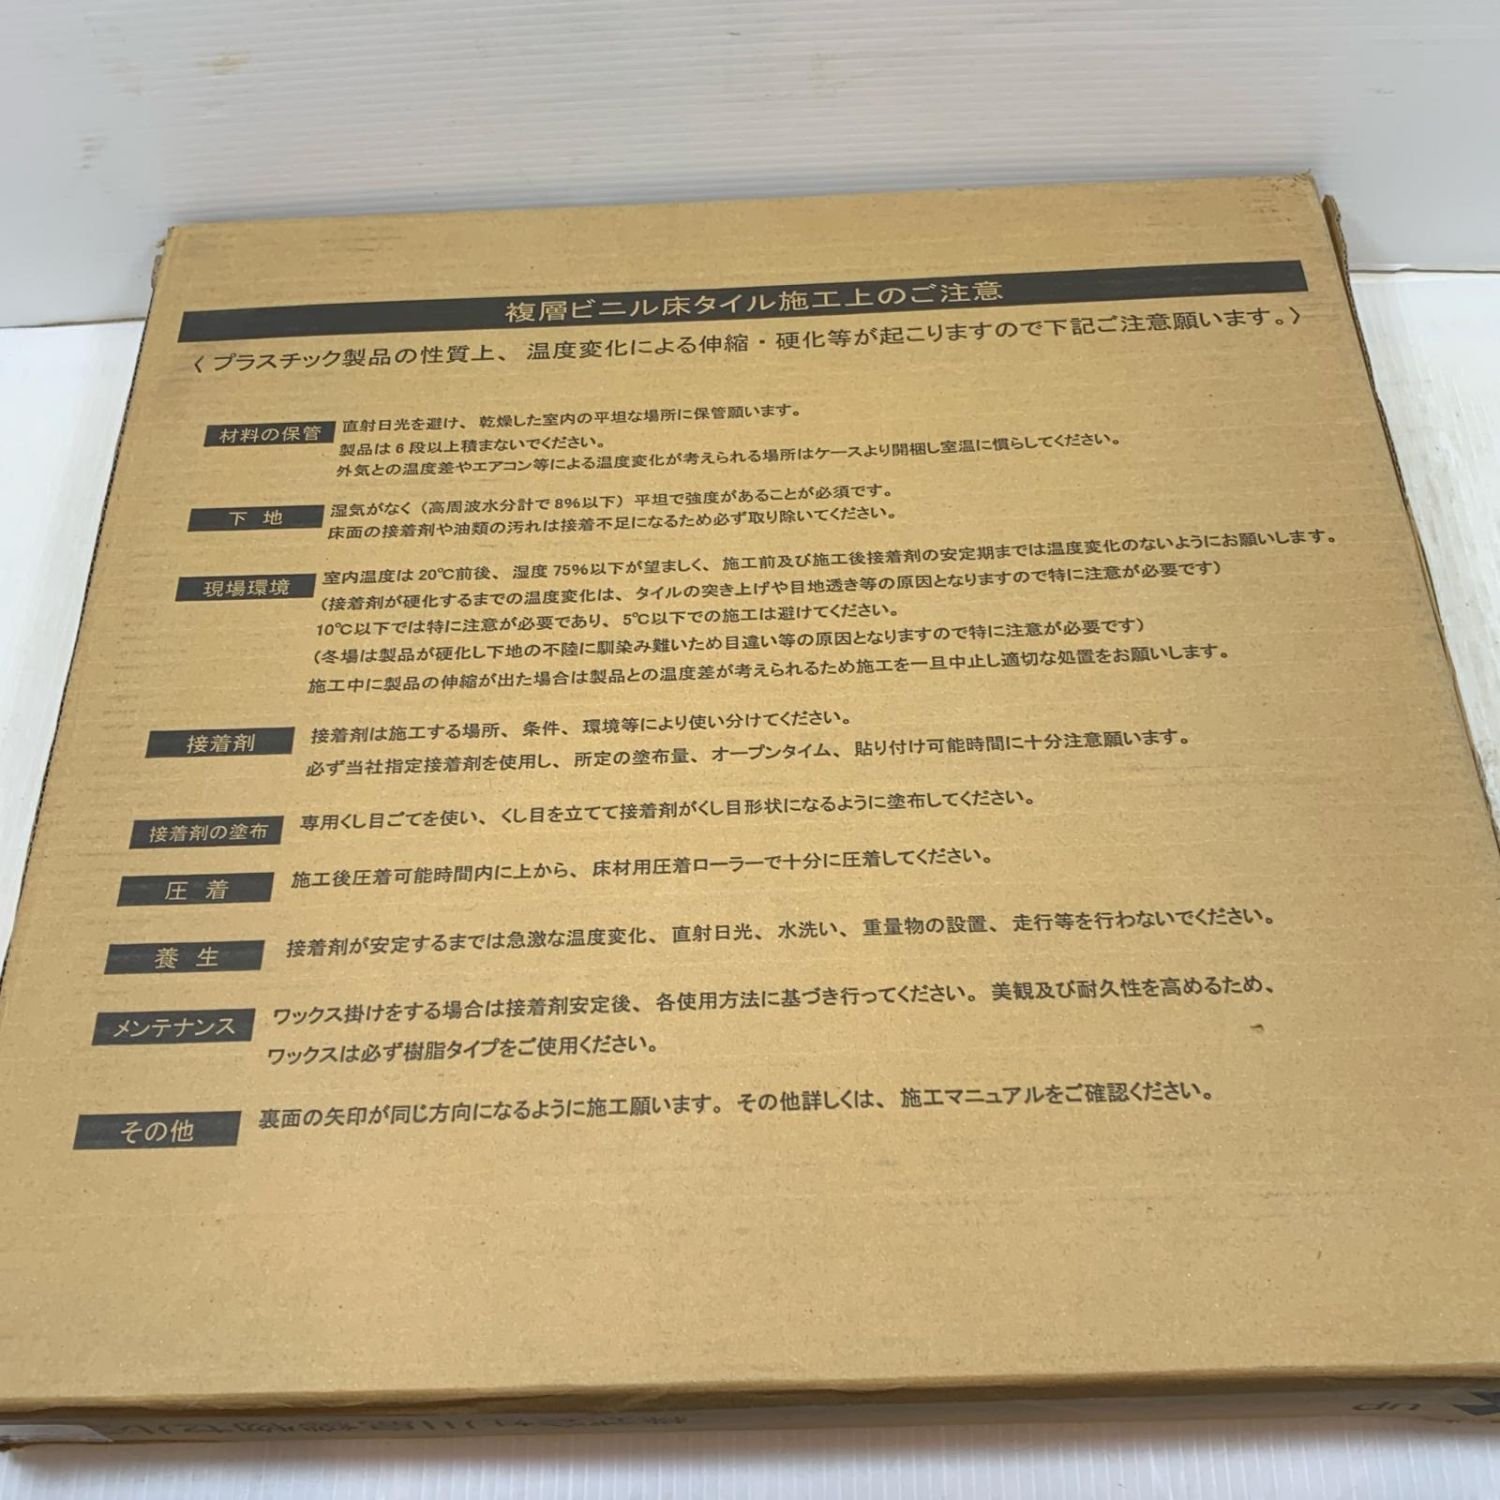 複層ビニル床タイル施工上のご注意
〈プラスチック製品の性質上、温度変化による伸縮・硬化等が起こりますので下記ご注意願います。〉
材料の保管 直射日光を避け、乾燥した室内の平坦な場所に保管願います。
製品は6段以上積まないでください。
外気との温度差やエアコン等による温度変化が考えられる場所はケースより開梱し室温に慣らしてください。
下地 湿気がなく（高周波水分計で8%以下）平坦で強度があることが必須です。
床面の接着剤や油類の汚れは接着不足になるため必ず取り除いてください。
現場環境 室内温度は20℃前後、湿度75%以下が望ましく、施工前及び施工後接着剤の安定期までは温度変化のないようにお願いします。
（接着剤が硬化するまでの温度変化は、タイルの突き上げや目地透き等の原因となりますので特に注意が必要です）
10℃以下では特に注意が必要であり、5℃以下での施工は避けてください。
（冬場は製品が硬化し下地の不陸に馴染み難いため目違い等の原因となりますので特に注意が必要です）
施工中に製品の伸縮が出た場合は製品との温度差が考えられるため施工を一旦中止し適切な処置をお願いします。
接着剤 接着剤は施工する場所、条件、環境等により使い分けてください。
必ず当社指定接着剤を使用し、所定の塗布量、オープンタイム、貼り付け可能時間に十分注意願います。
接着剤の塗布 専用くし目ごてを使い、くし目を立てて接着剤がくし目形状になるように塗布してください。
圧着 施工後圧着可能時間内に上から、床材用圧着ローラーで十分に圧着してください。
養生 接着剤が安定するまでは急激な温度変化、直射日光、水洗い、重量物の設置、走行等を行わないでください。
メンテナンス ワックス掛けをする場合は接着剤安定後、各使用方法に基づき行ってください。美観及び耐久性を高めるため、
ワックスは必ず樹脂タイプをご使用ください。
その他 裏面の矢印が同じ方向になるように施工願います。その他詳しくは、施工マニュアルをご確認ください。
株式会社川島織物セルコン
UP